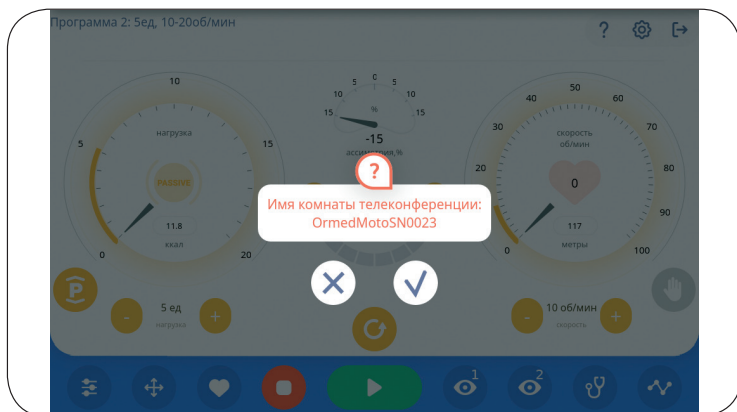 Программа 2: 5ед, 10-20об/мин
?
0
5
10
15
20
нагрузка
PASSIVE
11.8
ккал
15
10
5
0
5
10
15
%
-15
ассиметрия,%
0
20
30
40
50
60
70
80
90
100
скорость
об/мин
0
117
метры
?
Имя комнаты телеконференции:
OrmedMotoSN0023
P
-
5 ед
+
нагрузка
-
10 об/мин
+
скорость
1
2